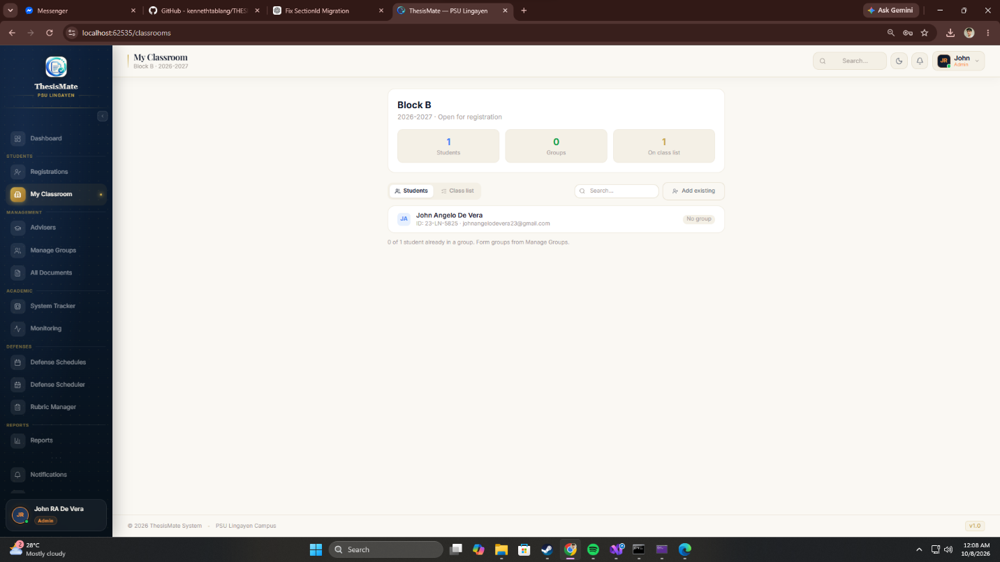 Messenger
GitHub - kennethtablang/THES
Fix SectionId Migration
ThesisMate — PSU Lingayen
Ask Gemini
localhost:62535/classrooms
ThesisMate
PSU LINGAYEN
Dashboard
STUDENTS
Registrations
My Classroom
MANAGEMENT
Advisers
Manage Groups
All Documents
ACADEMIC
System Tracker
Monitoring
DEFENSES
Defense Schedules
Defense Scheduler
Rubric Manager
REPORTS
Reports
Notifications
JR
John RA De Vera
Admin
My Classroom
Block B · 2026-2027
Search...
JR
John
Admin
Block B
2026-2027 · Open for registration
1
Students
0
Groups
1
On class list
Students
Class list
Search...
Add existing
JA
John Angelo De Vera
ID: 23-LN-5825 · johnangelodevera23@gmail.com
No group
0 of 1 student already in a group. Form groups from Manage Groups.
© 2026 ThesisMate System · PSU Lingayen Campus
v1.0
2
28°C
Mostly cloudy
Search
12:08 AM
10/8/2026